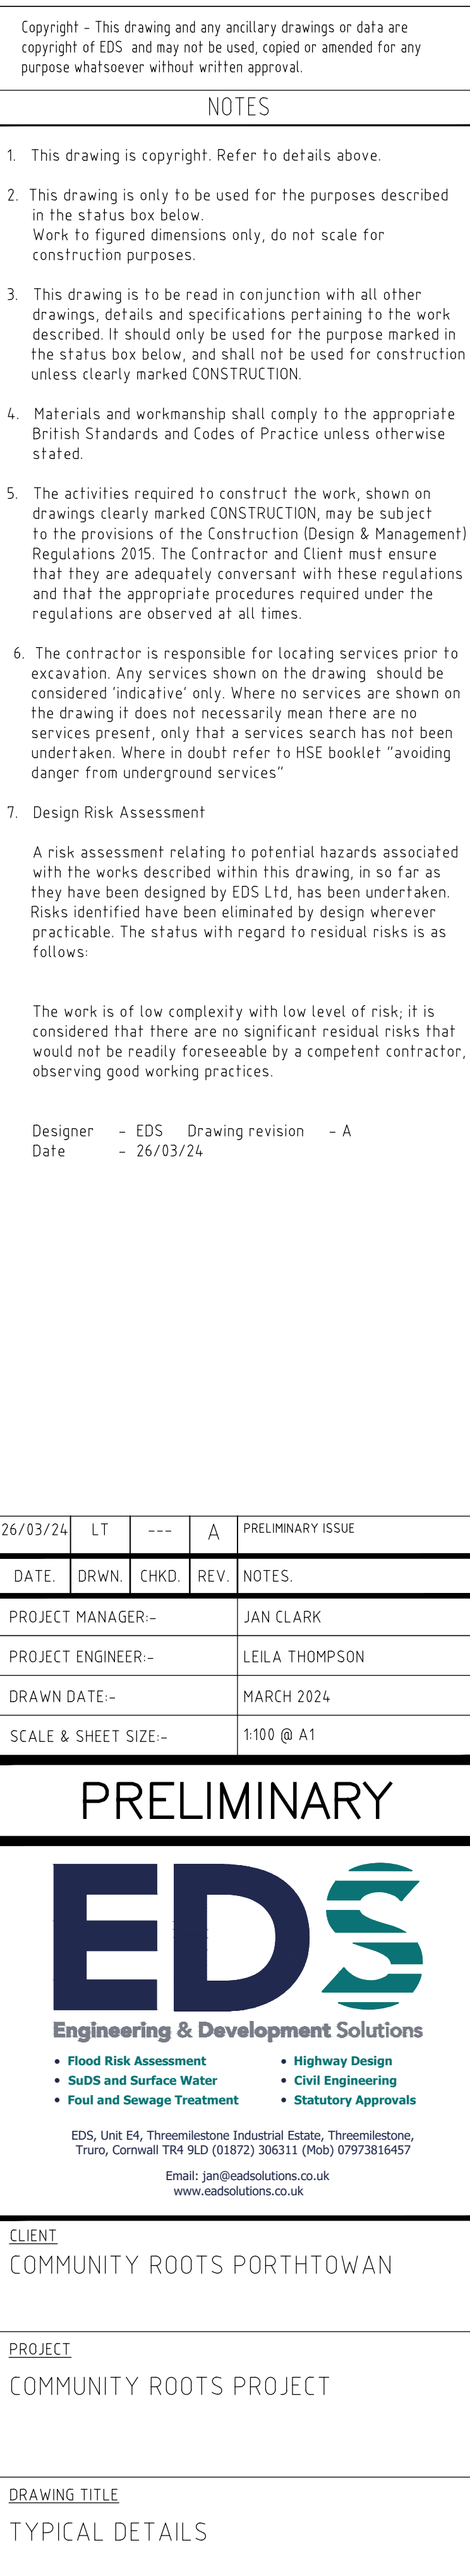 Copyright - This drawing and any ancillary drawings or data are
copyright of EDS and may not be used, copied or amended for any
purpose whatsoever without written approval.
NOTES
1. This drawing is copyright. Refer to details above.
2. This drawing is only to be used for the purposes described
in the status box below.
Work to figured dimensions only, do not scale for
construction purposes.
3. This drawing is to be read in conjunction with all other
drawings, details and specifications pertaining to the work
described. It should only be used for the purpose marked in
the status box below, and shall not be used for construction
unless clearly marked CONSTRUCTION.
4. Materials and workmanship shall comply to the appropriate
British Standards and Codes of Practice unless otherwise
stated.
5. The activities required to construct the work, shown on
drawings clearly marked CONSTRUCTION, may be subject
to the provisions of the Construction (Design & Management)
Regulations 2015. The Contractor and Client must ensure
that they are adequately conversant with these regulations
and that the appropriate procedures required under the
regulations are observed at all times.
6. The contractor is responsible for locating services prior to
excavation. Any services shown on the drawing should be
considered 'indicative' only. Where no services are shown on
the drawing it does not necessarily mean there are no
services present, only that a services search has not been
undertaken. Where in doubt refer to HSE booklet "avoiding
danger from underground services"
7. Design Risk Assessment
A risk assessment relating to potential hazards associated
with the works described within this drawing, in so far as
they have been designed by EDS Ltd, has been undertaken.
Risks identified have been eliminated by design wherever
practicable. The status with regard to residual risks is as
follows:
The work is of low complexity with low level of risk; it is
considered that there are no significant residual risks that
would not be readily foreseeable by a competent contractor,
observing good working practices.
Designer - EDS Drawing revision - A
Date - 26/03/24
26/03/24 LT --- A PRELIMINARY ISSUE
DATE. DRWN. CHKD. REV. NOTES.
PROJECT MANAGER:- JAN CLARK
PROJECT ENGINEER:- LEILA THOMPSON
DRAWN DATE:- MARCH 2024
SCALE & SHEET SIZE:- 1:100 @ A1
PRELIMINARY
EDS
Engineering & Development Solutions
• Flood Risk Assessment • Highway Design
• SuDS and Surface Water • Civil Engineering
• Foul and Sewage Treatment • Statutory Approvals
EDS, Unit E4, Threemilestone Industrial Estate, Threemilestone,
Truro, Cornwall TR4 9LD (01872) 306311 (Mob) 07973816457
Email: jan@eadsolutions.co.uk
www.eadsolutions.co.uk
CLIENT
COMMUNITY ROOTS PORTHTOWAN
PROJECT
COMMUNITY ROOTS PROJECT
DRAWING TITLE
TYPICAL DETAILS